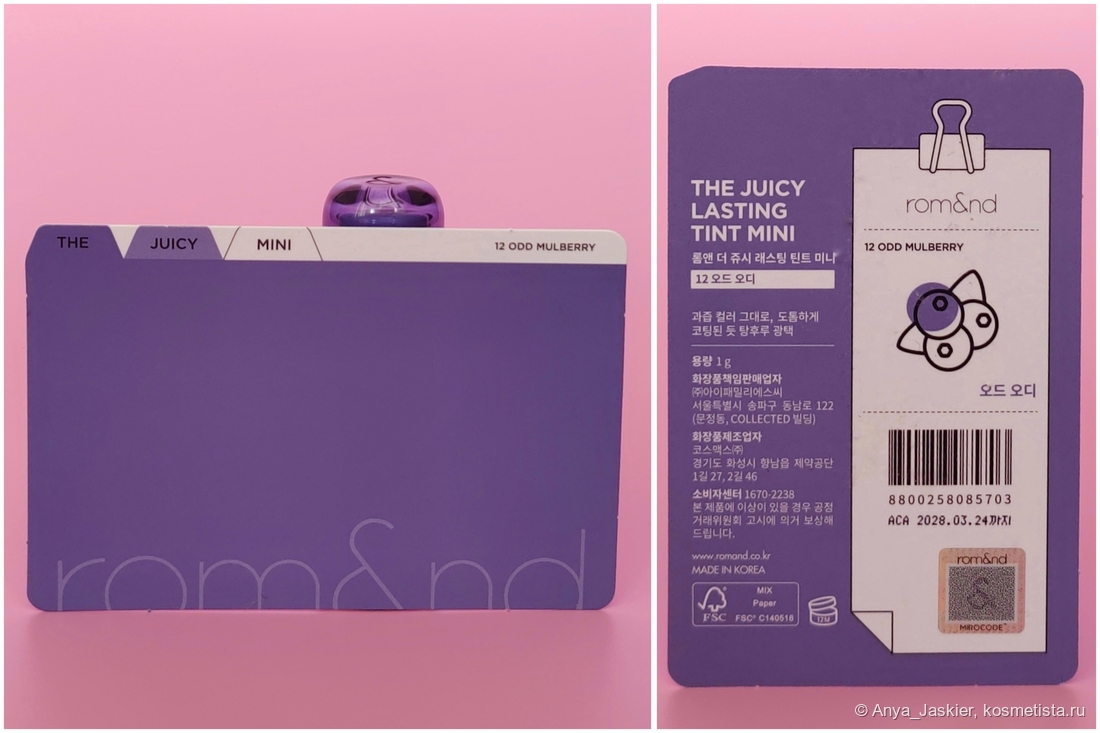 THE JUICY MINI 12 ODD MULBERRY
rom&nd
THE JUICY
LASTING
TINT MINI
롬앤 더 쥬시 래스팅 틴트 미니
12 오드 오디
과즙 컬러 그대로, 도톰하게
코팅된 듯 탕후루 광택
용량 1 g
화장품책임판매업자
㈜아이패밀리에스씨
서울특별시 송파구 동남로 122
(문정동, COLLECTED 빌딩)
화장품제조업자
코스맥스㈜
경기도 화성시 향남읍 제약공단
1길 27, 2길 46
소비자센터 1670-2238
본 제품에 이상이 있을 경우 공정
거래위원회 고시에 의거 보상해
드립니다.
www.romand.co.kr
MADE IN KOREA
FSC
MIX
Paper
FSC® C140518
12M
rom&nd
12 ODD MULBERRY
오드 오디
8800258085703
ACA 2028.03.24까지
rom&nd
MIROCODE™
© Anya_Jaskier, kosmetista.ru